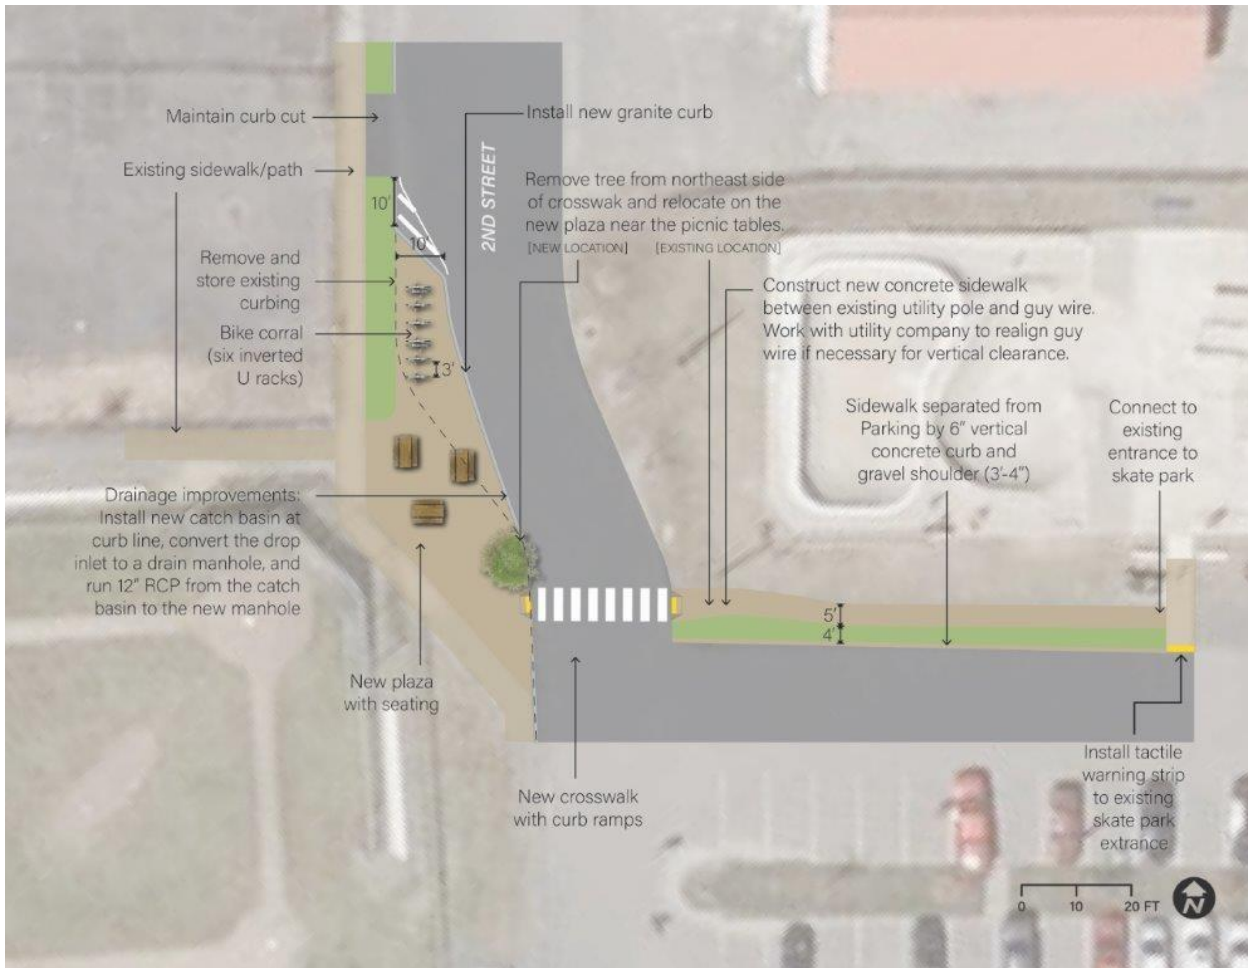 Maintain curb cut
Install new granite curb
Existing sidewalk/path
2ND STREET
Remove tree from northeast side
of crosswak and relocate on the
new plaza near the picnic tables.
[NEW LOCATION] [EXISTING LOCATION]
10'
10'
Remove and
store existing
curbing
Construct new concrete sidewalk
between existing utility pole and guy wire.
Work with utility company to realign guy
wire if necessary for vertical clearance.
Bike corral
(six inverted
U racks)
3'
Sidewalk separated from
Parking by 6" vertical
concrete curb and
gravel shoulder (3'-4")
Connect to
existing
entrance to
skate park
Drainage improvements:
Install new catch basin at
curb line, convert the drop
inlet to a drain manhole, and
run 12" RCP from the catch
basin to the new manhole
5'
4'
New plaza
with seating
New crosswalk
with curb ramps
Install tactile
warning strip
to existing
skate park
entrance
0 10 20 FT
N